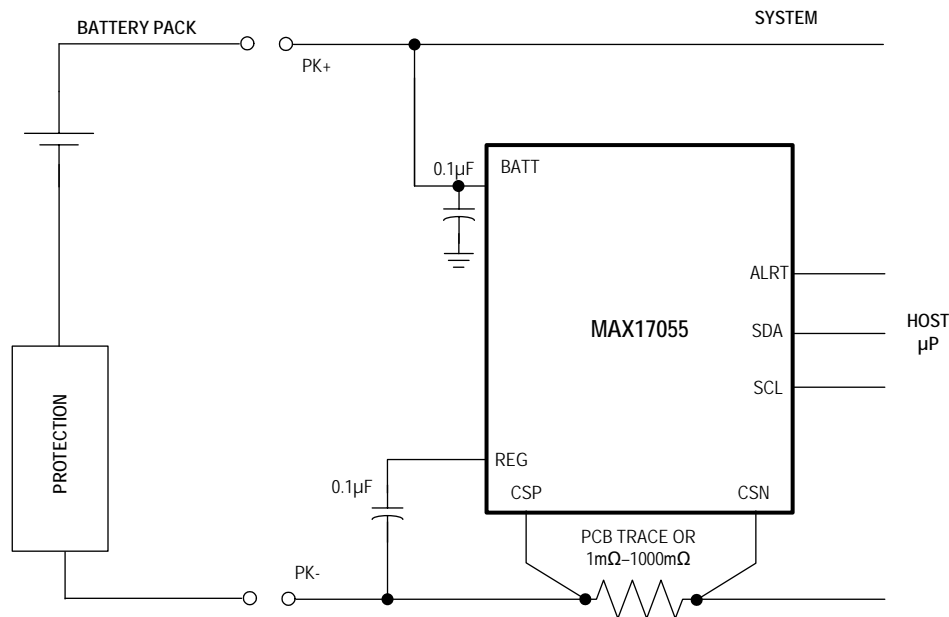 BATTERY PACK
SYSTEM
PK+
0.1µF
BATT
ALRT
MAX17055
SDA
HOST
µP
SCL
PROTECTION
REG
0.1µF
CSP
CSN
PCB TRACE OR
1mΩ–1000mΩ
PK-